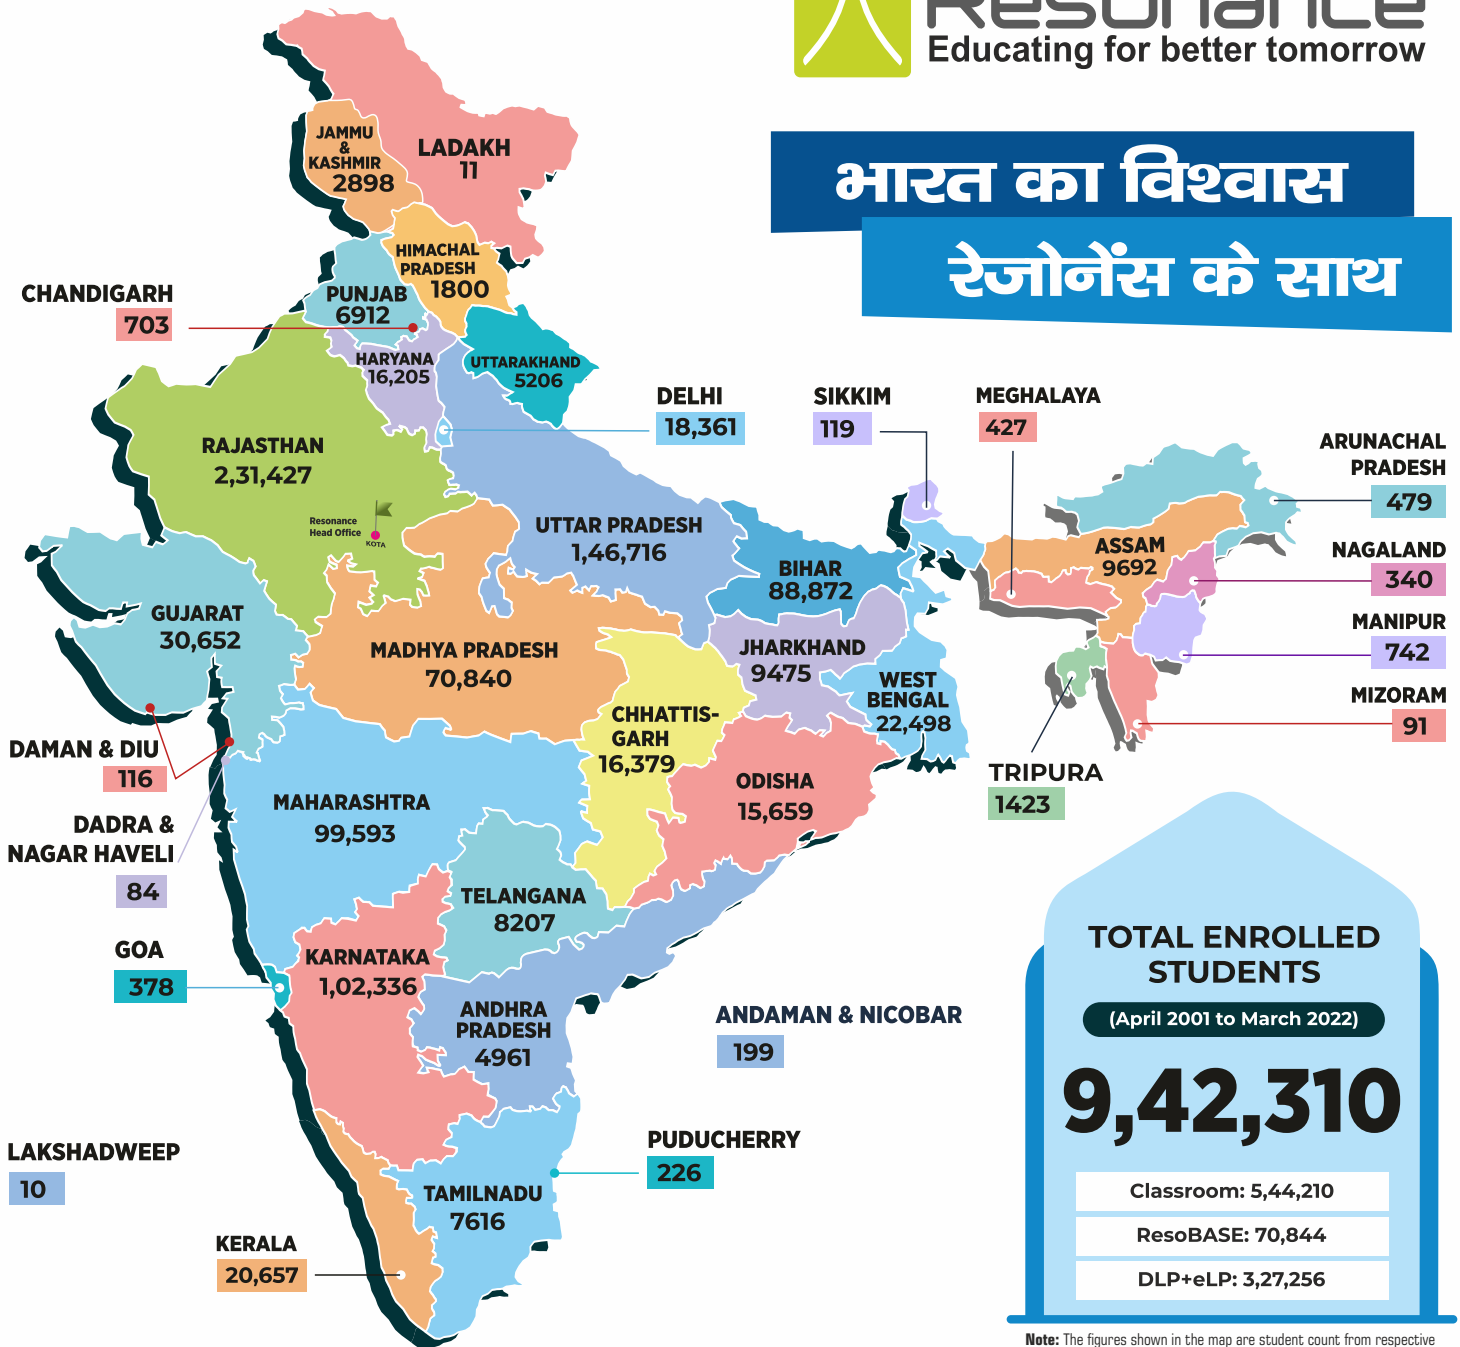 Resonance
Educating for better tomorrow
भारत का विश्वास
रेजोनेंस के साथ
JAMMU
&
KASHMIR
2898
LADAKH
11
HIMACHAL
PRADESH
1800
CHANDIGARH
703
PUNJAB
6912
HARYANA
16,205
UTTARAKHAND
5206
DELHI
18,361
SIKKIM
119
MEGHALAYA
427
ARUNACHAL
PRADESH
479
RAJASTHAN
2,31,427
Resonance
Head Office
KOTA
UTTAR PRADESH
1,46,716
BIHAR
88,872
ASSAM
9692
NAGALAND
340
MANIPUR
742
MIZORAM
91
TRIPURA
1423
GUJARAT
30,652
MADHYA PRADESH
70,840
JHARKHAND
9475
WEST
BENGAL
22,498
CHHATTIS-
GARH
16,379
ODISHA
15,659
DAMAN & DIU
116
DADRA &
NAGAR HAVELI
84
MAHARASHTRA
99,593
TELANGANA
8207
GOA
378
KARNATAKA
1,02,336
ANDHRA
PRADESH
4961
ANDAMAN & NICOBAR
199
LAKSHADWEEP
10
PUDUCHERRY
226
TAMILNADU
7616
KERALA
20,657
TOTAL ENROLLED
STUDENTS
(April 2001 to March 2022)
9,42,310
Classroom: 5,44,210
ResoBASE: 70,844
DLP+eLP: 3,27,256
Note: The figures shown in the map are student count from respective